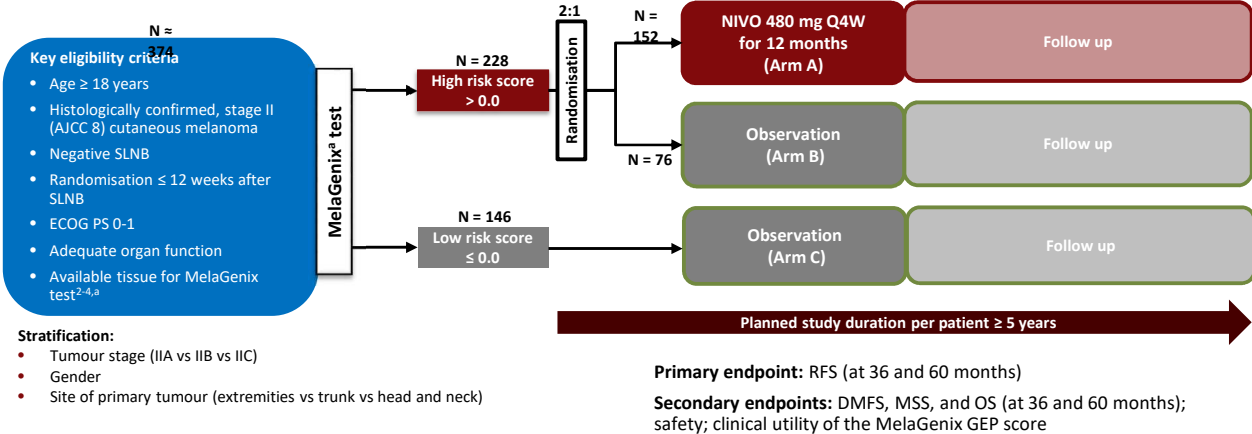 N ≈
374
Key eligibility criteria
• Age ≥ 18 years
• Histologically confirmed, stage II
(AJCC 8) cutaneous melanoma
• Negative SLNB
• Randomisation ≤ 12 weeks after
SLNB
• ECOG PS 0-1
• Adequate organ function
• Available tissue for MelaGenix
test2-4,a
MelaGenixa test
N = 228
High risk score
> 0.0
N = 146
Low risk score
≤ 0.0
2:1
Randomisation
N =
152
N = 76
NIVO 480 mg Q4W
for 12 months
(Arm A)
Follow up
Observation
(Arm B)
Follow up
Observation
(Arm C)
Follow up
Planned study duration per patient ≥ 5 years
Stratification:
• Tumour stage (IIA vs IIB vs IIC)
• Gender
• Site of primary tumour (extremities vs trunk vs head and neck)
Primary endpoint: RFS (at 36 and 60 months)
Secondary endpoints: DMFS, MSS, and OS (at 36 and 60 months);
safety; clinical utility of the MelaGenix GEP score